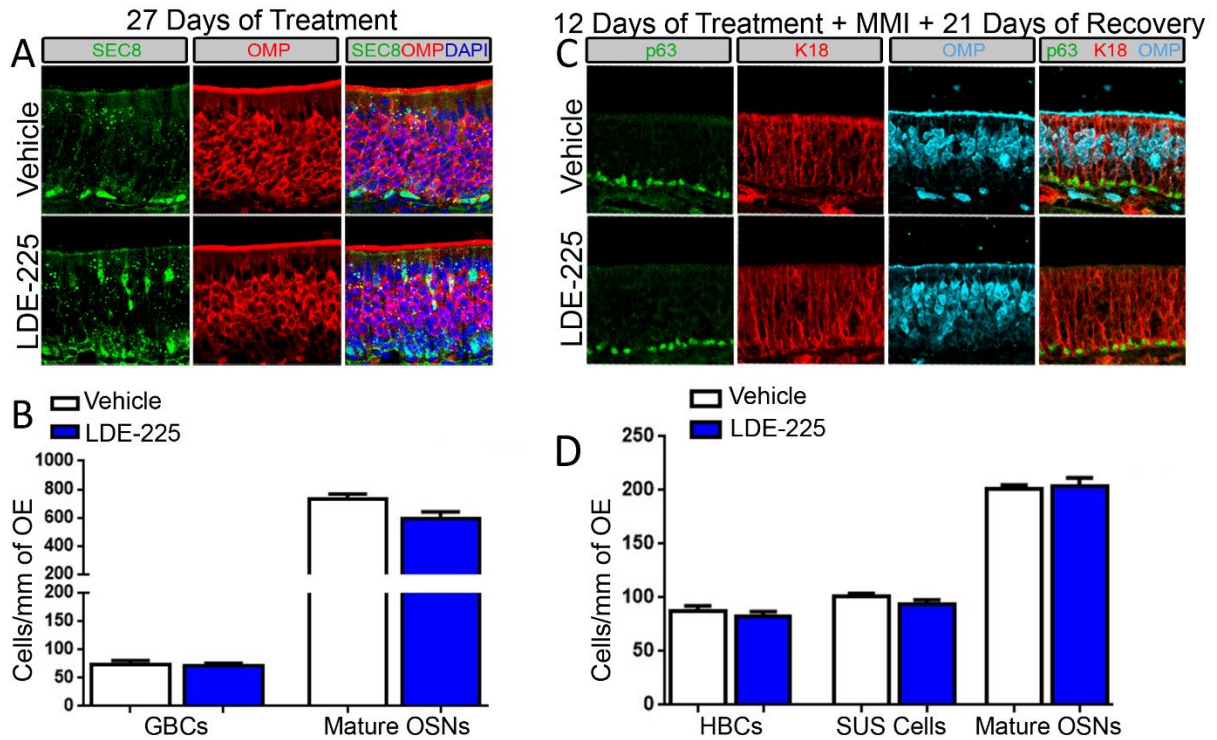 27 Days of Treatment
A
SEC8 OMP SEC8OMPDAPI
Vehicle
LDE-225
B
Vehicle
LDE-225
Cells/mm of OE
1000
800
600
400
200
200
150
100
50
0
GBCs Mature OSNs
12 Days of Treatment + MMI + 21 Days of Recovery
C
p63 K18 OMP p63 K18 OMP
Vehicle
LDE-225
D
Vehicle
LDE-225
Cells/mm of OE
250
200
150
100
50
0
HBCs SUS Cells Mature OSNs